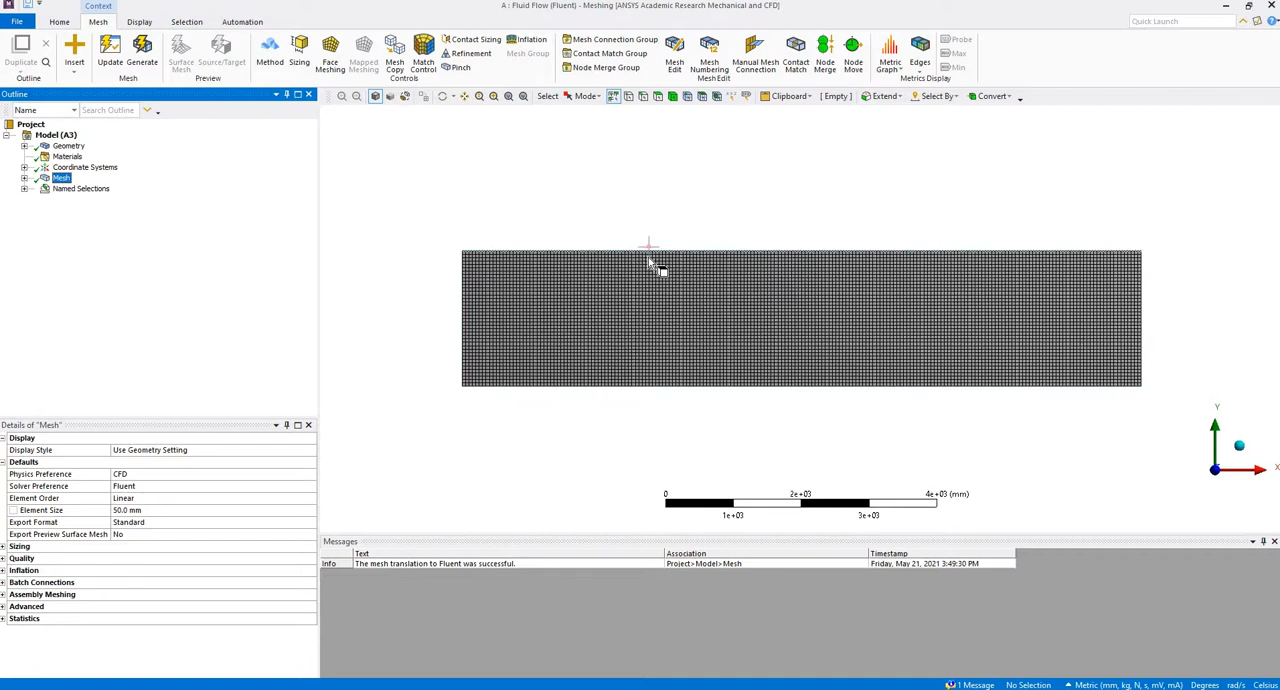 Context
A : Fluid Flow (Fluent) - Meshing [ANSYS Academic Research Mechanical and CFD]
File Home Mesh Display Selection Automation Quick Launch
Duplicate
Outline
Insert
Update Generate
Mesh
Surface Mesh Source/Target
Preview
Method Sizing Face Meshing Mapped Meshing Mesh Copy Match Control
Contact Sizing Inflation
Refinement Mesh Group
Pinch
Controls
Mesh Connection Group
Contact Match Group
Node Merge Group
Mesh Edit Mesh Numbering Manual Mesh Connection Contact Match Node Merge Node Move
Mesh Edit
Metric Graph Edges
Probe
Max
Min
Metrics Display
Outline
Name Search Outline
Select Mode Clipboard [ Empty ] Extend Select By Convert
Project
Model (A3)
Geometry
Materials
Coordinate Systems
Mesh
Named Selections
Details of "Mesh"
Display
Display Style Use Geometry Setting
Defaults
Physics Preference CFD
Solver Preference Fluent
Element Order Linear
Element Size 50.0 mm
Export Format Standard
Export Preview Surface Mesh No
Sizing
Quality
Inflation
Batch Connections
Assembly Meshing
Advanced
Statistics
Y
X
0 2e+03 4e+03 (mm)
1e+03 3e+03
Messages
Text Association Timestamp
Info The mesh translation to Fluent was successful. Project>Model>Mesh Friday, May 21, 2021 3:49:30 PM
1 Message No Selection Metric (mm, kg, N, s, mV, mA) Degrees rad/s Celsius